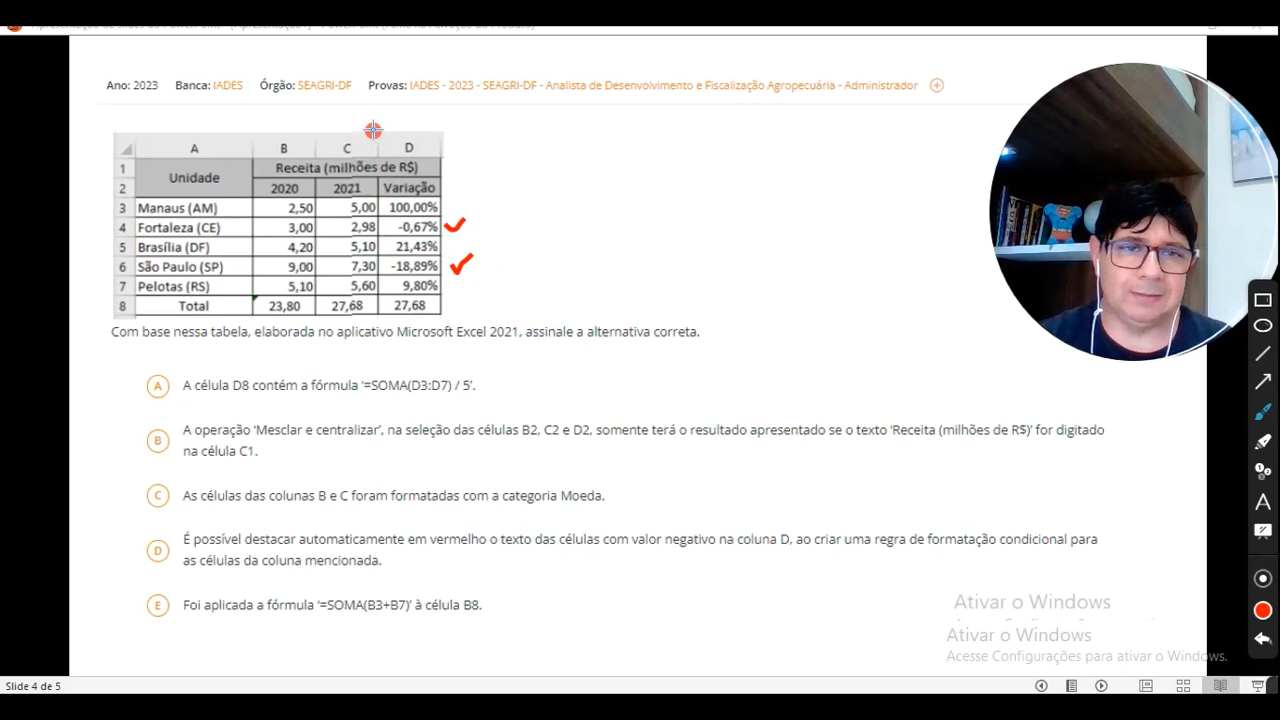 Ano: 2023 Banca: IADES Órgão: SEAGRI-DF Provas: IADES - 2023 - SEAGRI-DF - Analista de Desenvolvimento e Fiscalização Agropecuária - Administrador
A B C D
1 Receita (milhões de R$)
Unidade
2 2020 2021 Variação
3 Manaus (AM) 2,50 5,00 100,00%
4 Fortaleza (CE) 3,00 2,98 -0,67%
5 Brasília (DF) 4,20 5,10 21,43%
6 São Paulo (SP) 9,00 7,30 -18,89%
7 Pelotas (RS) 5,10 5,60 9,80%
8 Total 23,80 27,68 27,68
Com base nessa tabela, elaborada no aplicativo Microsoft Excel 2021, assinale a alternativa correta.
A A célula D8 contém a fórmula ‘=SOMA(D3:D7) / 5’.
B A operação ‘Mesclar e centralizar’, na seleção das células B2, C2 e D2, somente terá o resultado apresentado se o texto ‘Receita (milhões de R$)’ for digitado
na célula C1.
C As células das colunas B e C foram formatadas com a categoria Moeda.
D É possível destacar automaticamente em vermelho o texto das células com valor negativo na coluna D, ao criar uma regra de formatação condicional para
as células da coluna mencionada.
E Foi aplicada a fórmula ‘=SOMA(B3+B7)’ à célula B8.
Ativar o Windows
Ativar o Windows
Acesse Configurações para ativar o Windows.
Slide 4 de 5